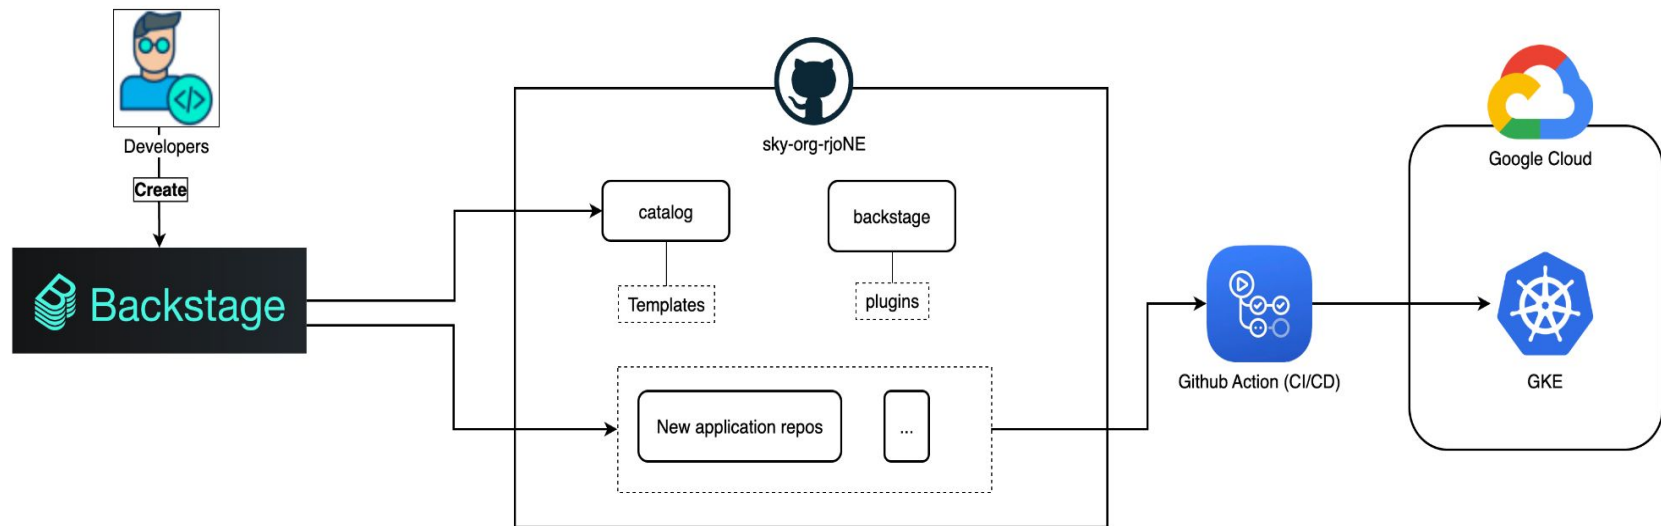 Developers
Create
Backstage
sky-org-rjoNE
catalog
backstage
Templates
plugins
New application repos
...
Github Action (CI/CD)
Google Cloud
GKE